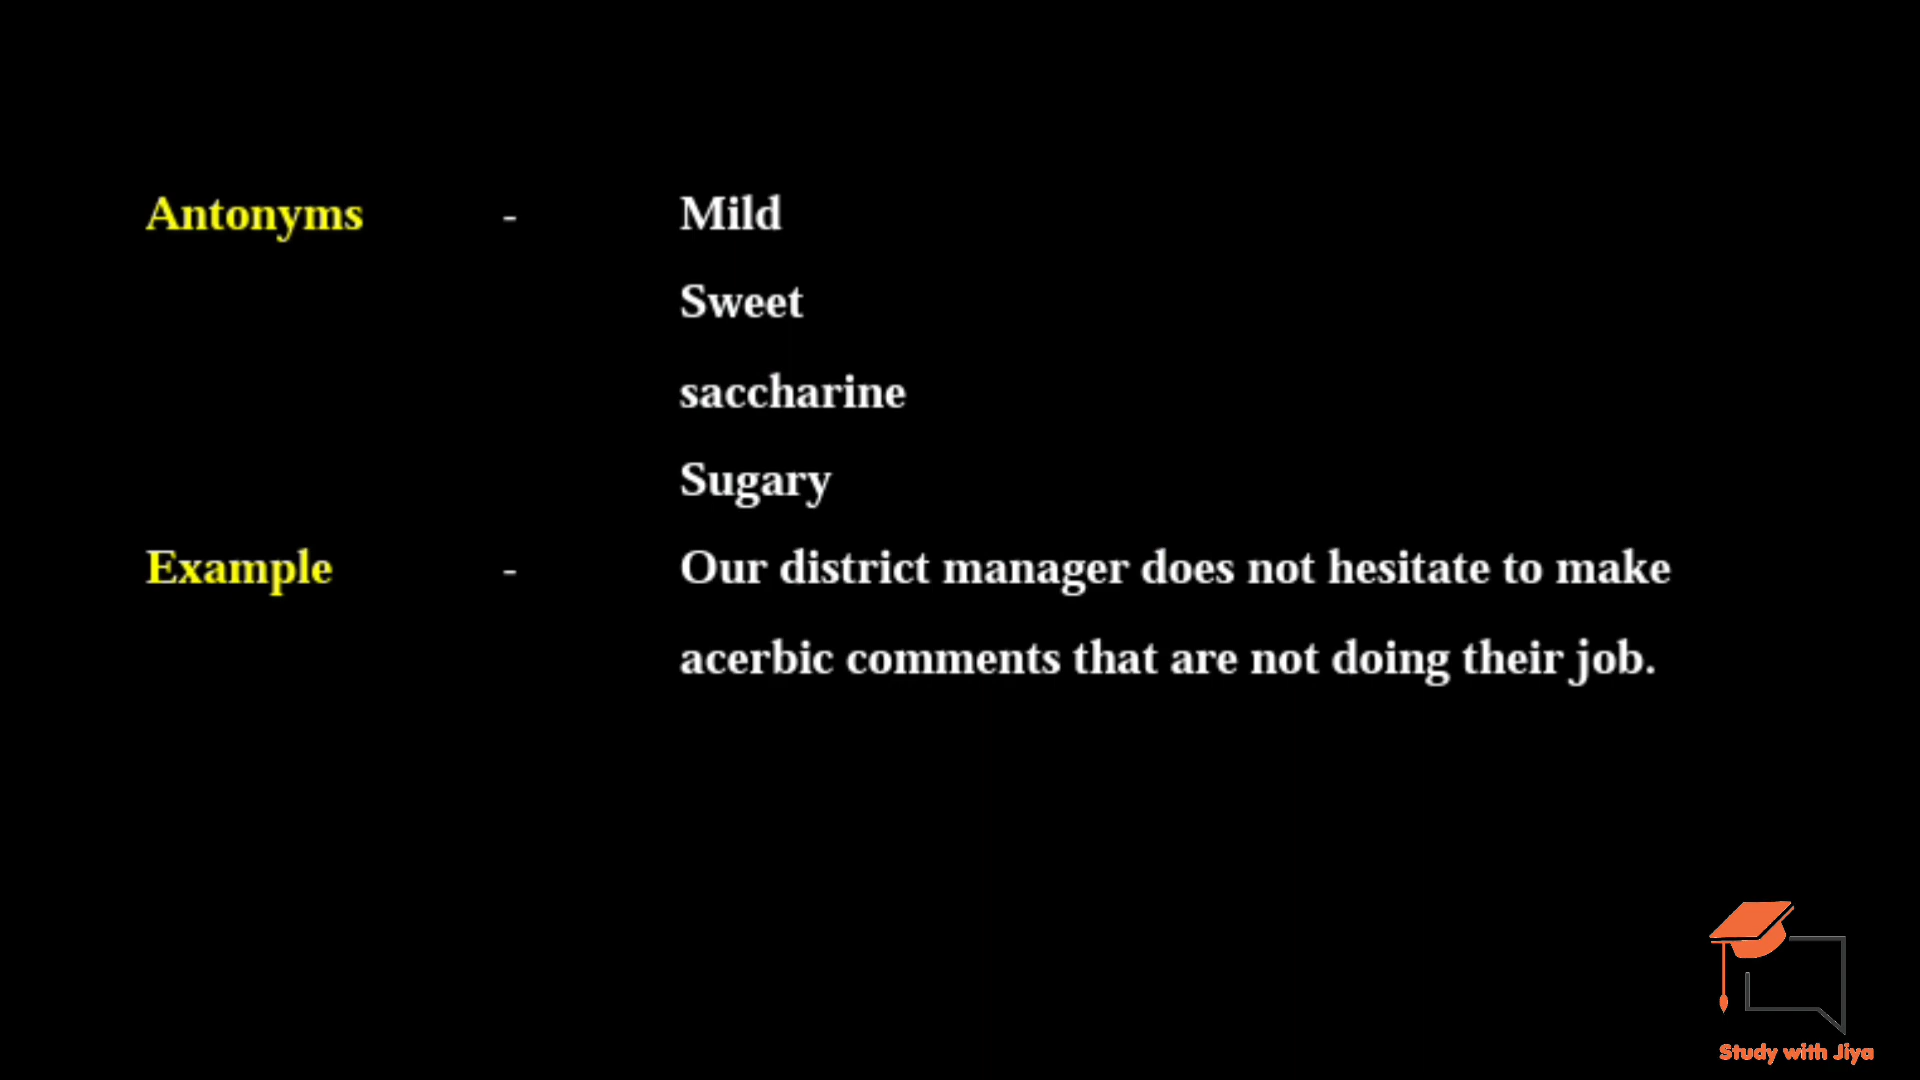 Antonyms - Mild
Sweet
saccharine
Sugary
Example - Our district manager does not hesitate to make
acerbic comments that are not doing their job.
Study with Jiya